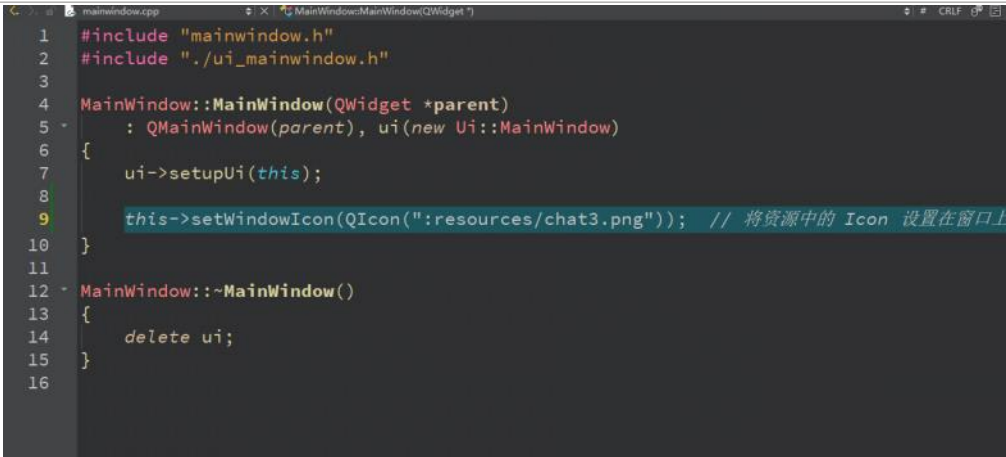 mainwindow.cpp MainWindow::MainWindow(QWidget *) # CRLF
1 #include "mainwindow.h"
2 #include "./ui_mainwindow.h"
3
4 MainWindow::MainWindow(QWidget *parent)
5 : QMainWindow(parent), ui(new Ui::MainWindow)
6 {
7 ui->setupUi(this);
8
9 this->setWindowIcon(QIcon(":resources/chat3.png")); // 将资源中的 Icon 设置在窗口上
10 }
11
12 MainWindow::~MainWindow()
13 {
14 delete ui;
15 }
16